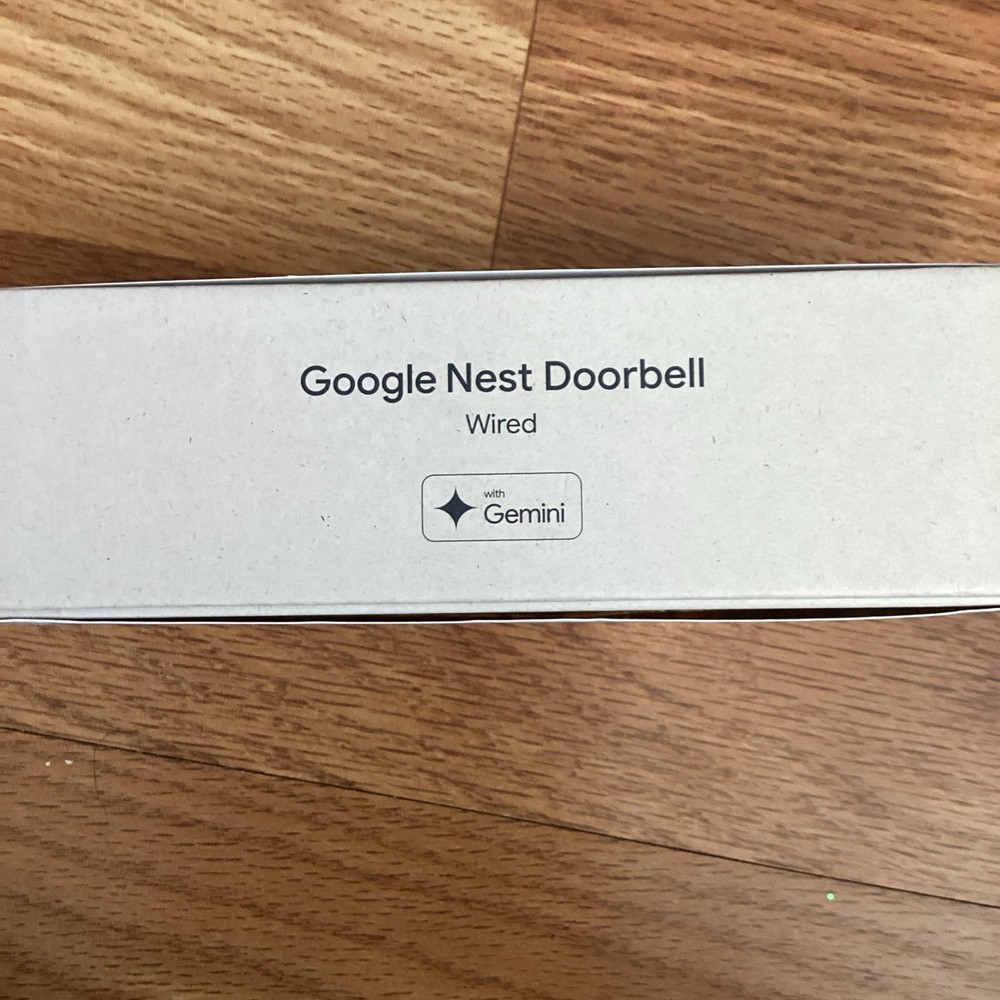 Google Nest Doorbell
Wired
with
Gemini